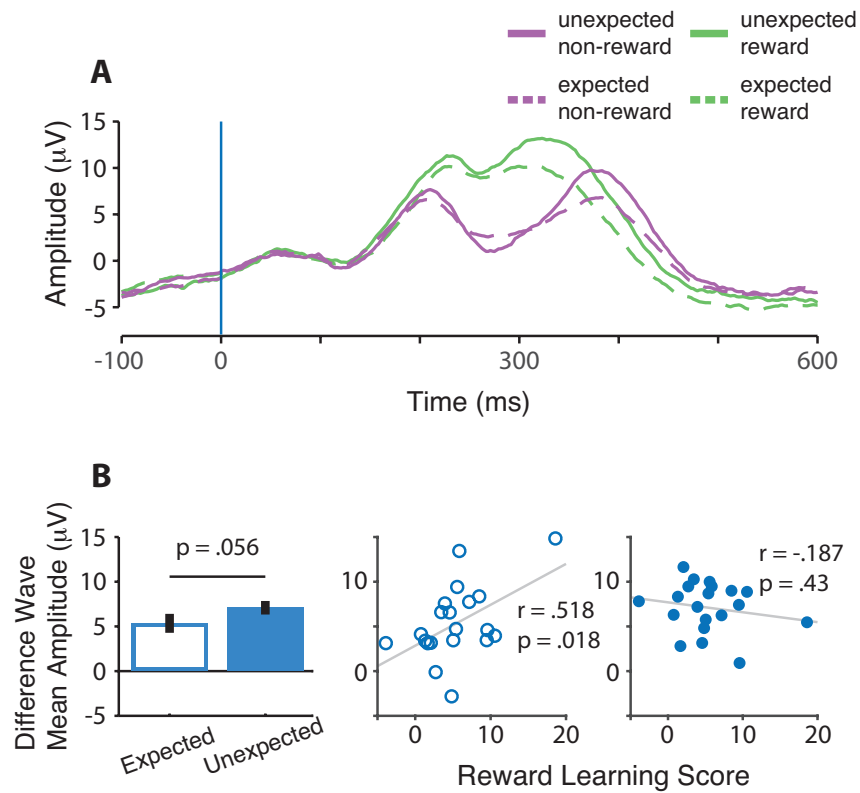 unexpected
non-reward
unexpected
reward
A
expected
non-reward
expected
reward
Amplitude (μV)
15
10
5
0
-5
-100
0
300
600
Time (ms)
B
Difference Wave
Mean Amplitude (μV)
15
10
5
0
-5
p = .056
Expected
Unexpected
10
0
r = .518
p = .018
0
10
20
10
0
r = -.187
p = .43
0
10
20
Reward Learning Score